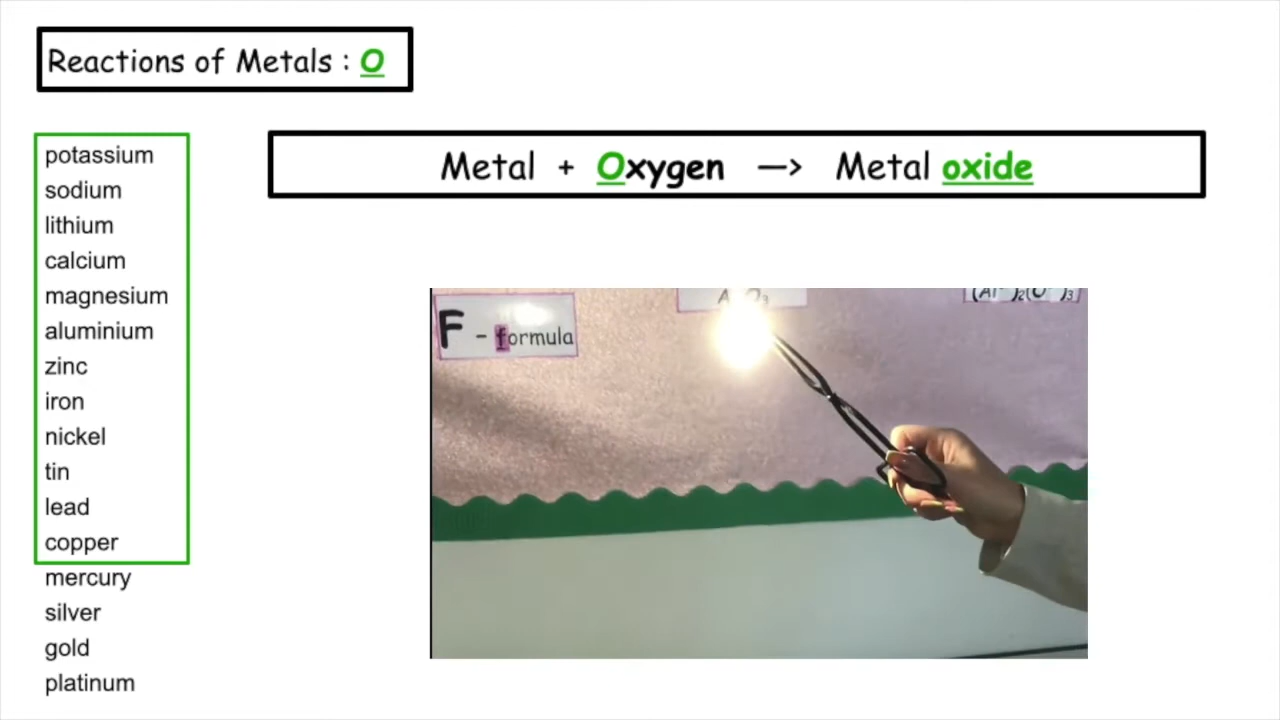 Reactions of Metals : O
Metal + Oxygen —> Metal oxide
potassium
sodium
lithium
calcium
magnesium
aluminium
zinc
iron
nickel
tin
lead
copper
mercury
silver
gold
platinum
F - formula